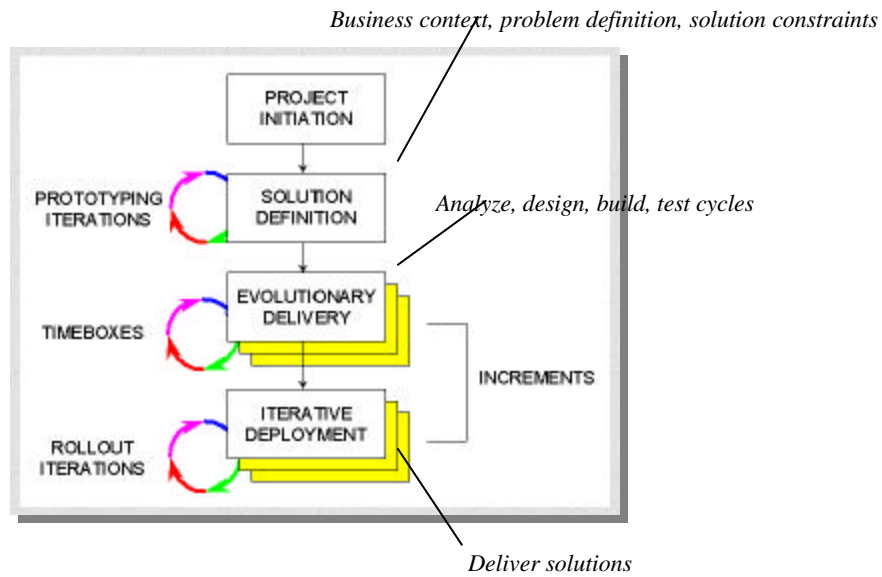 Business context, problem definition, solution constraints
PROJECT
INITIATION
PROTOTYPING
ITERATIONS
SOLUTION
DEFINITION
Analyze, design, build, test cycles
EVOLUTIONARY
DELIVERY
TIMEBOXES
INCREMENTS
ITERATIVE
DEPLOYMENT
ROLLOUT
ITERATIONS
Deliver solutions